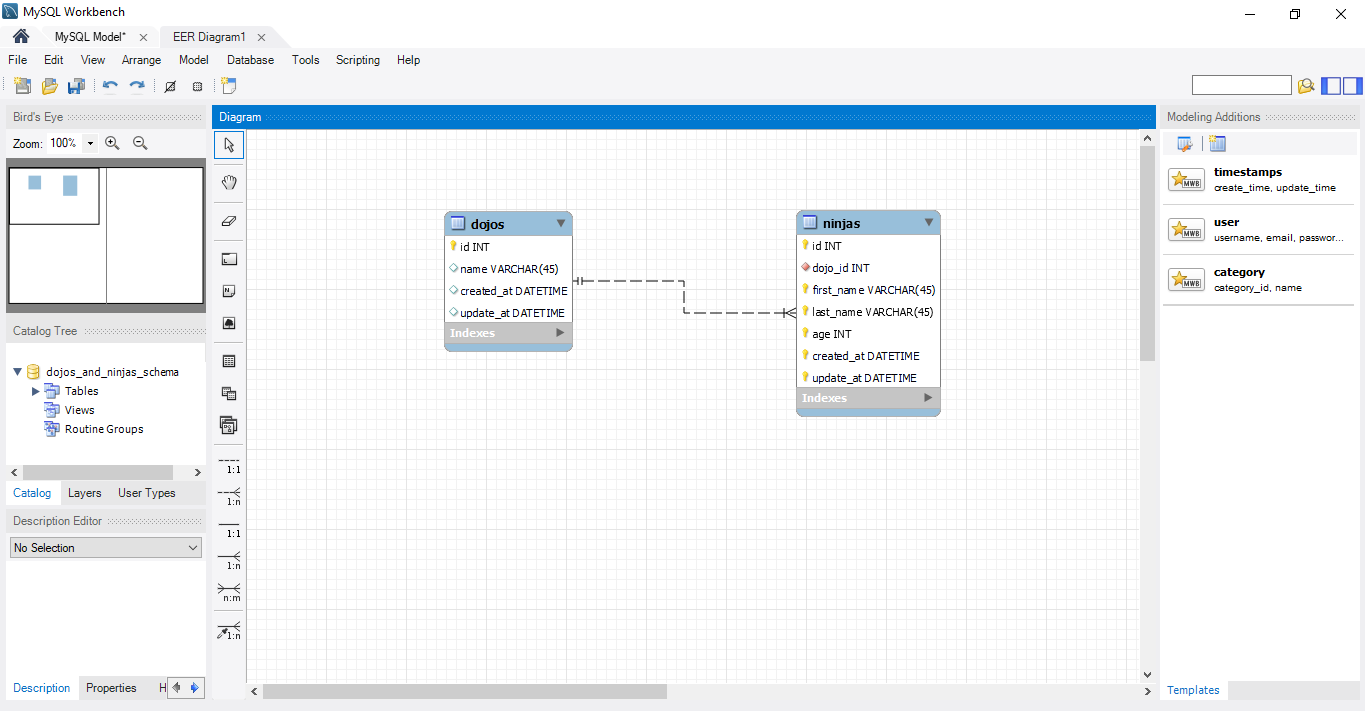 MySQL Workbench
MySQL Model*
EER Diagram1
File Edit View Arrange Model Database Tools Scripting Help
Bird's Eye
Zoom: 100%
Catalog Tree
dojos_and_ninjas_schema
Tables
Views
Routine Groups
Catalog Layers User Types
Description Editor
No Selection
Description Properties H
Diagram
1:1
1:n
1:1
1:n
n:m
1:n
dojos
id INT
name VARCHAR(45)
created_at DATETIME
update_at DATETIME
Indexes
ninjas
id INT
dojo_id INT
first_name VARCHAR(45)
last_name VARCHAR(45)
age INT
created_at DATETIME
update_at DATETIME
Indexes
Modeling Additions
MWB timestamps
create_time, update_time
MWB user
username, email, passwor...
MWB category
category_id, name
Templates